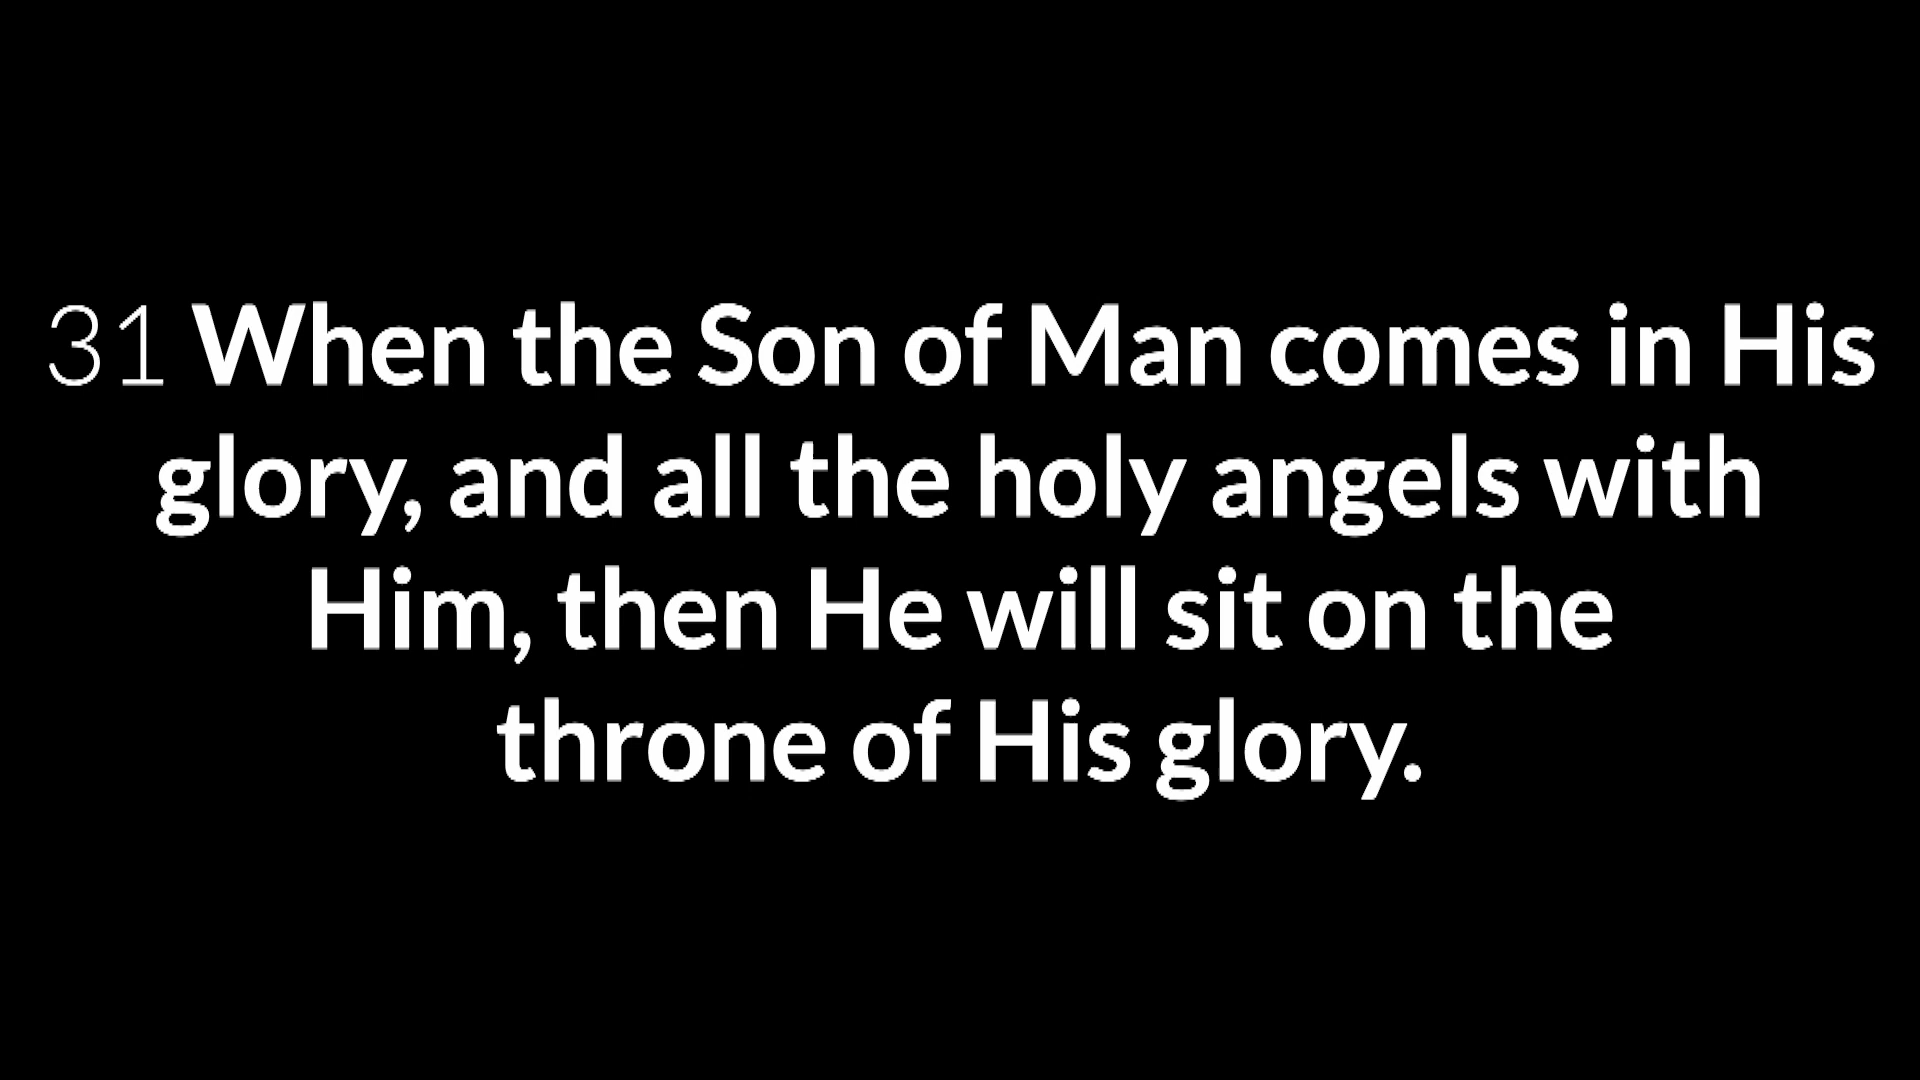 31 When the Son of Man comes in His
glory, and all the holy angels with
Him, then He will sit on the
throne of His glory.